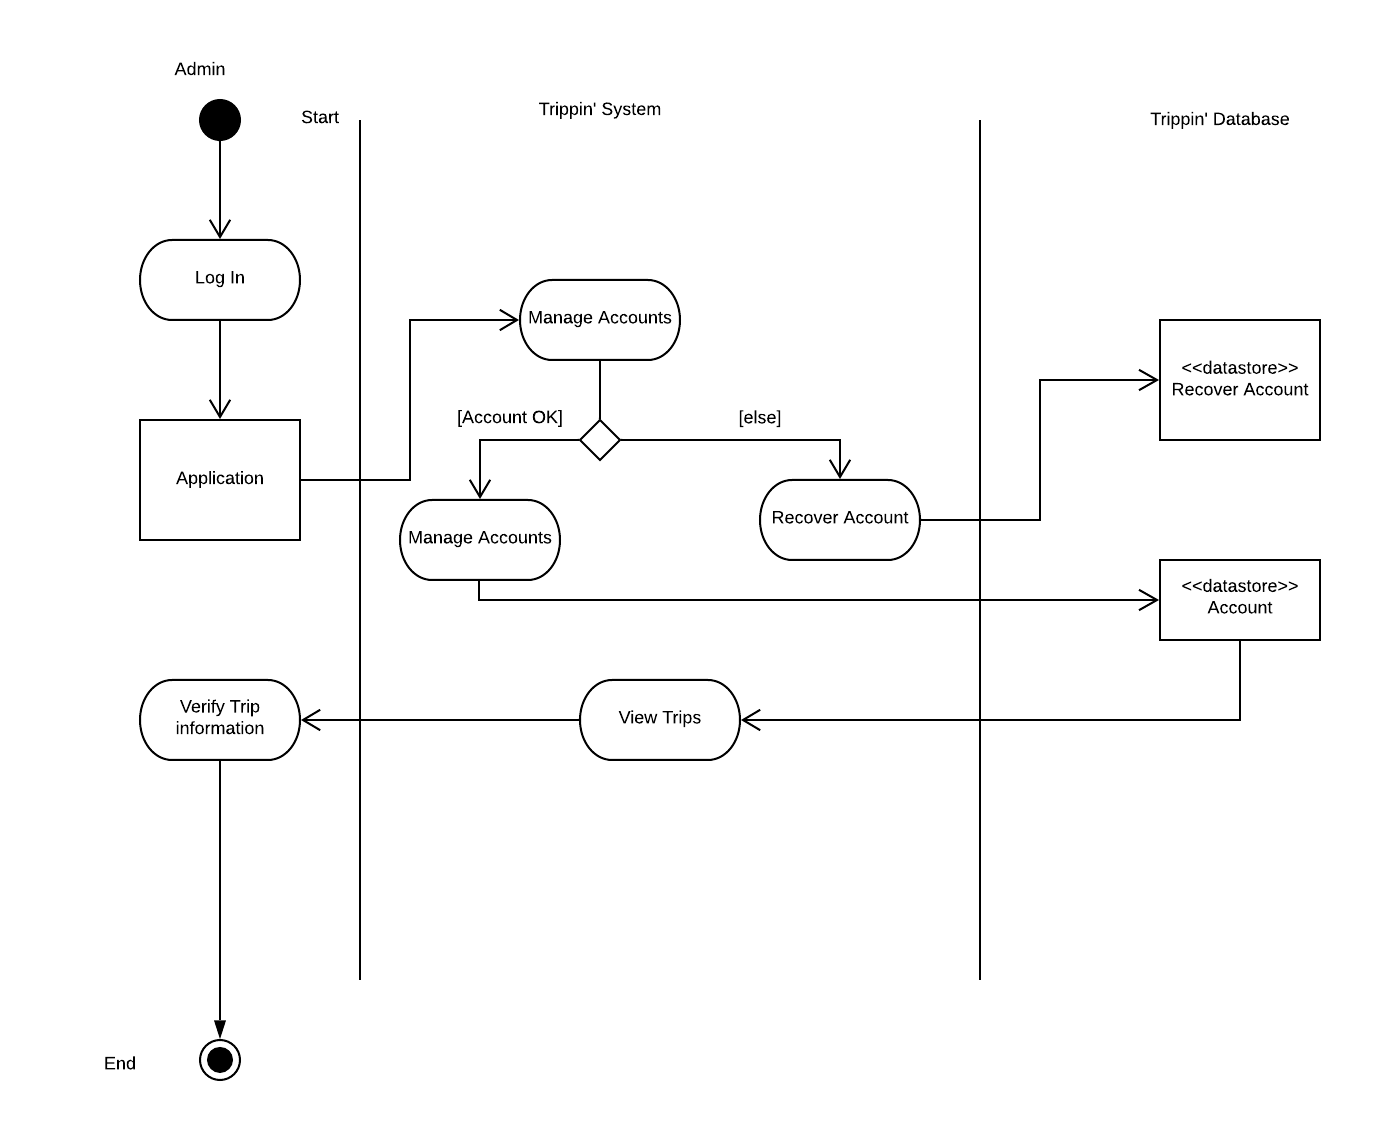 Admin
Start
Trippin' System
Trippin' Database
Log In
Manage Accounts
<<datastore>>
Recover Account
[Account OK]
[else]
Application
Manage Accounts
Recover Account
<<datastore>>
Account
Verify Trip
information
View Trips
End